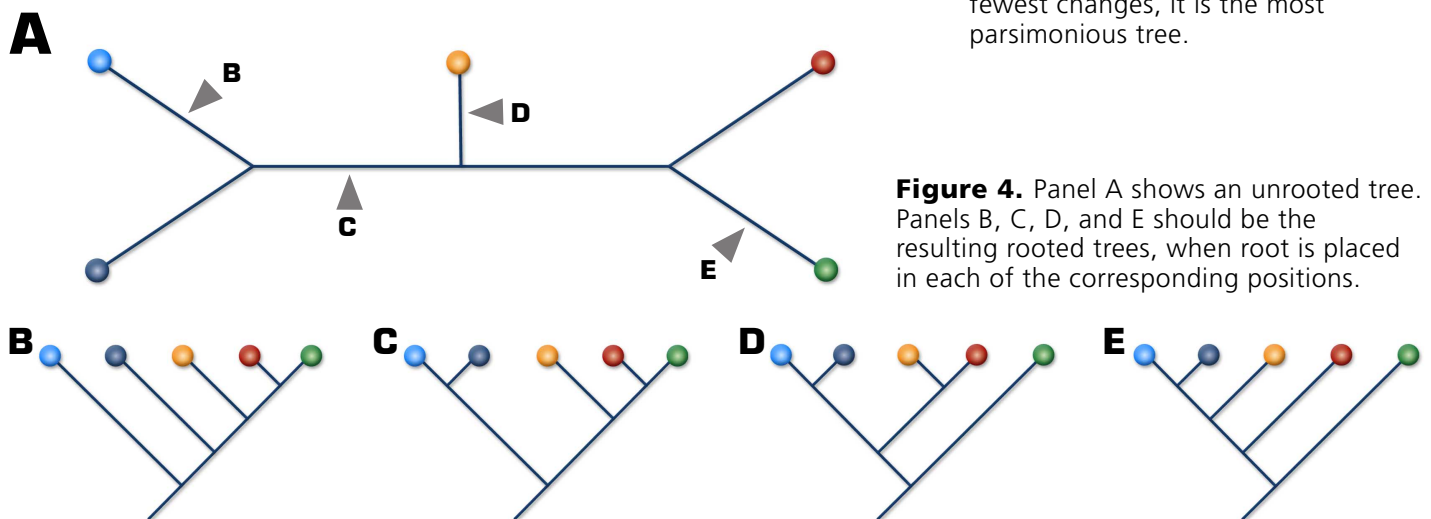 fewest changes, it is the most
parsimonious tree.
A
B
D
C
E
Figure 4. Panel A shows an unrooted tree.
Panels B, C, D, and E should be the
resulting rooted trees, when root is placed
in each of the corresponding positions.
B
C
D
E